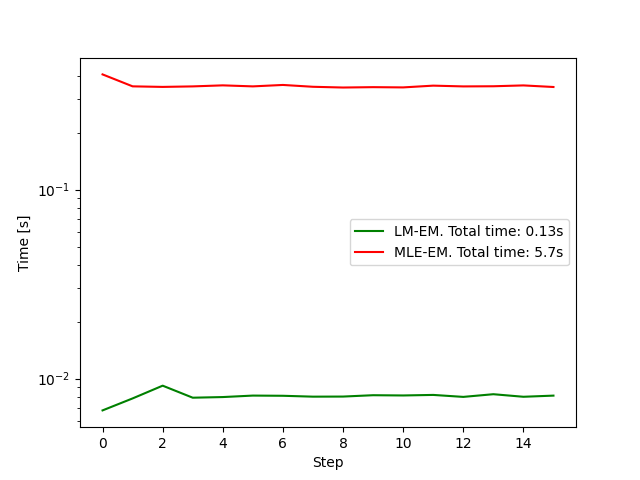 10⁻¹
10⁻²
Time [s]
LM-EM. Total time: 0.13s
MLE-EM. Total time: 5.7s
0 2 4 6 8 10 12 14
Step